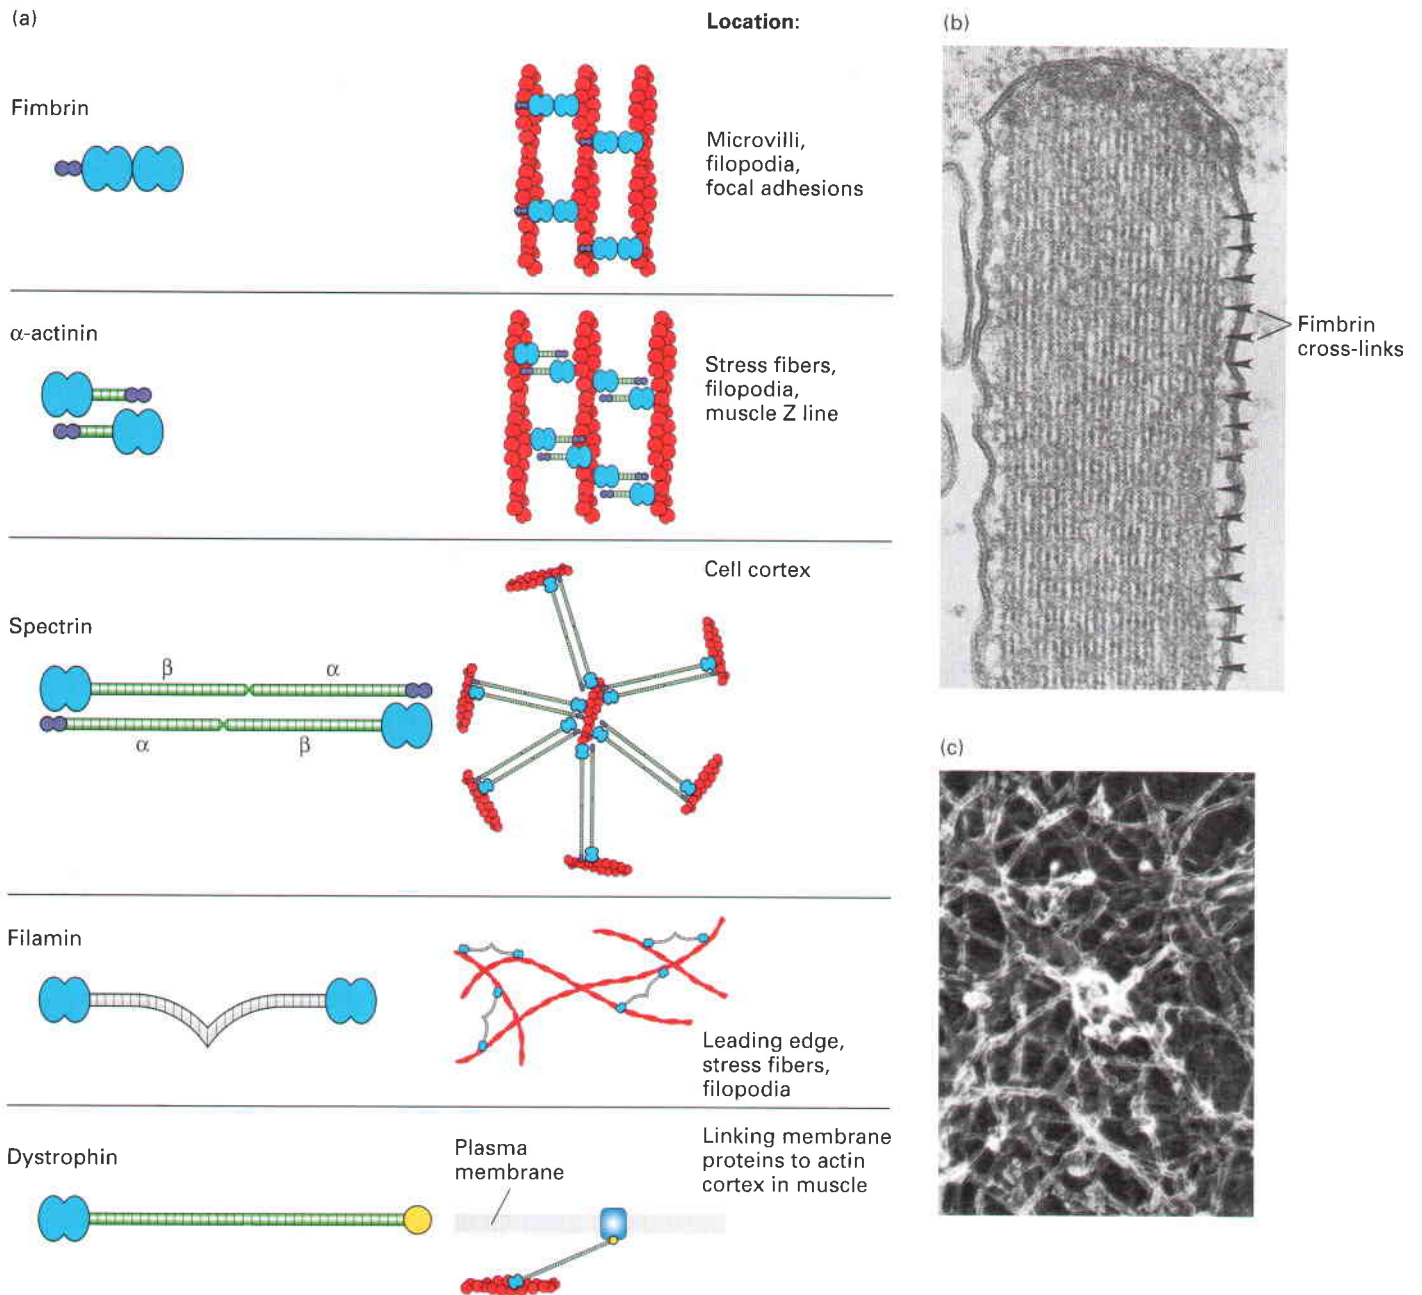 (a)
Location:
Fimbrin
Microvilli,
filopodia,
focal adhesions
α-actinin
Stress fibers,
filopodia,
muscle Z line
Cell cortex
Spectrin
β
α
α
β
Filamin
Leading edge,
stress fibers,
filopodia
Dystrophin
Plasma
membrane
Linking membrane
proteins to actin
cortex in muscle
(b)
Fimbrin
cross-links
(c)